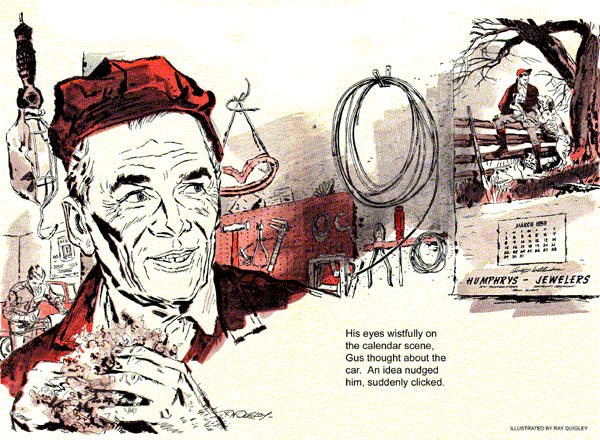 MARCH 1959
HUMPHRYS - JEWELERS
His eyes wistfully on
the calendar scene,
Gus thought about the
car. An idea nudged
him, suddenly clicked.
ILLUSTRATED BY RAY QUIGLEY